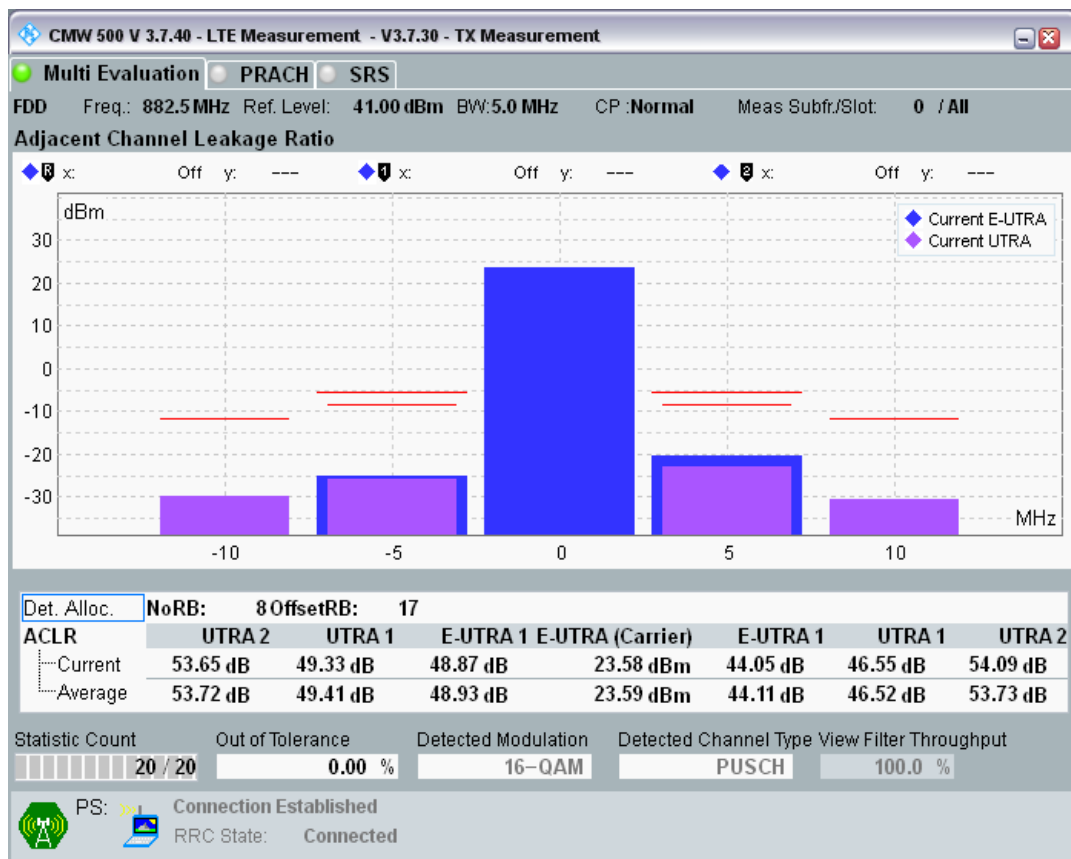 CMW 500 V 3.7.40 - LTE Measurement - V3.7.30 - TX Measurement
Multi Evaluation PRACH SRS
FDD Freq.: 882.5 MHz Ref. Level: 41.00 dBm BW:5.0 MHz CP :Normal Meas Subfr./Slot: 0 / All
Adjacent Channel Leakage Ratio
R x: Off y: --- 1 x: Off y: --- 2 x: Off y: ---
dBm
Current E-UTRA
Current UTRA
30
20
10
0
-10
-20
-30
MHz
-10 -5 0 5 10
Det. Alloc. NoRB: 8 OffsetRB: 17
ACLR UTRA 2 UTRA 1 E-UTRA 1 E-UTRA (Carrier) E-UTRA 1 UTRA 1 UTRA 2
Current 53.65 dB 49.33 dB 48.87 dB 23.58 dBm 44.05 dB 46.55 dB 54.09 dB
Average 53.72 dB 49.41 dB 48.93 dB 23.59 dBm 44.11 dB 46.52 dB 53.73 dB
Statistic Count Out of Tolerance Detected Modulation Detected Channel Type View Filter Throughput
20 / 20 0.00 % 16-QAM PUSCH 100.0 %
PS: Connection Established
RRC State: Connected